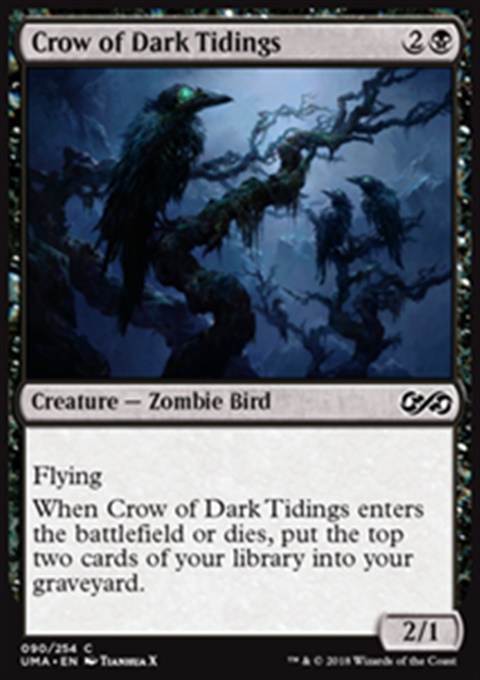 Crow of Dark Tidings 2
Creature — Zombie Bird
Flying
When Crow of Dark Tidings enters
the battlefield or dies, put the top
two cards of your library into your
graveyard.
2/1
090/254 C
UMA • EN Tianhua X
™ & © 2018 Wizards of the Coast